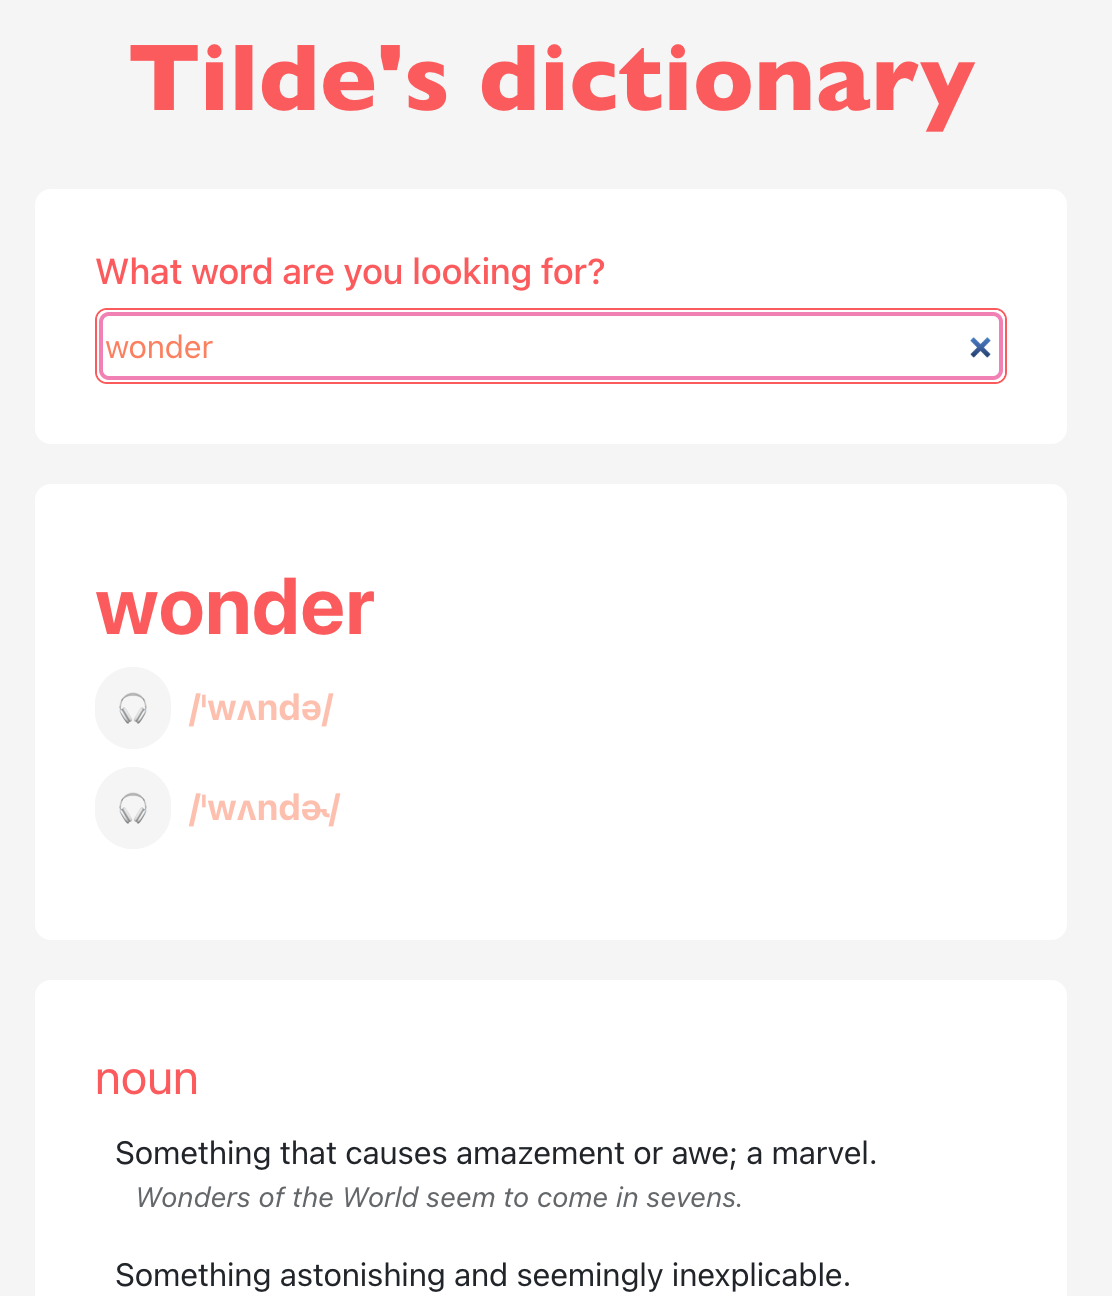 Tilde's dictionary
What word are you looking for?
wonder
wonder
/ˈwʌndə/
/ˈwʌndɚ/
noun
Something that causes amazement or awe; a marvel.
Wonders of the World seem to come in sevens.
Something astonishing and seemingly inexplicable.